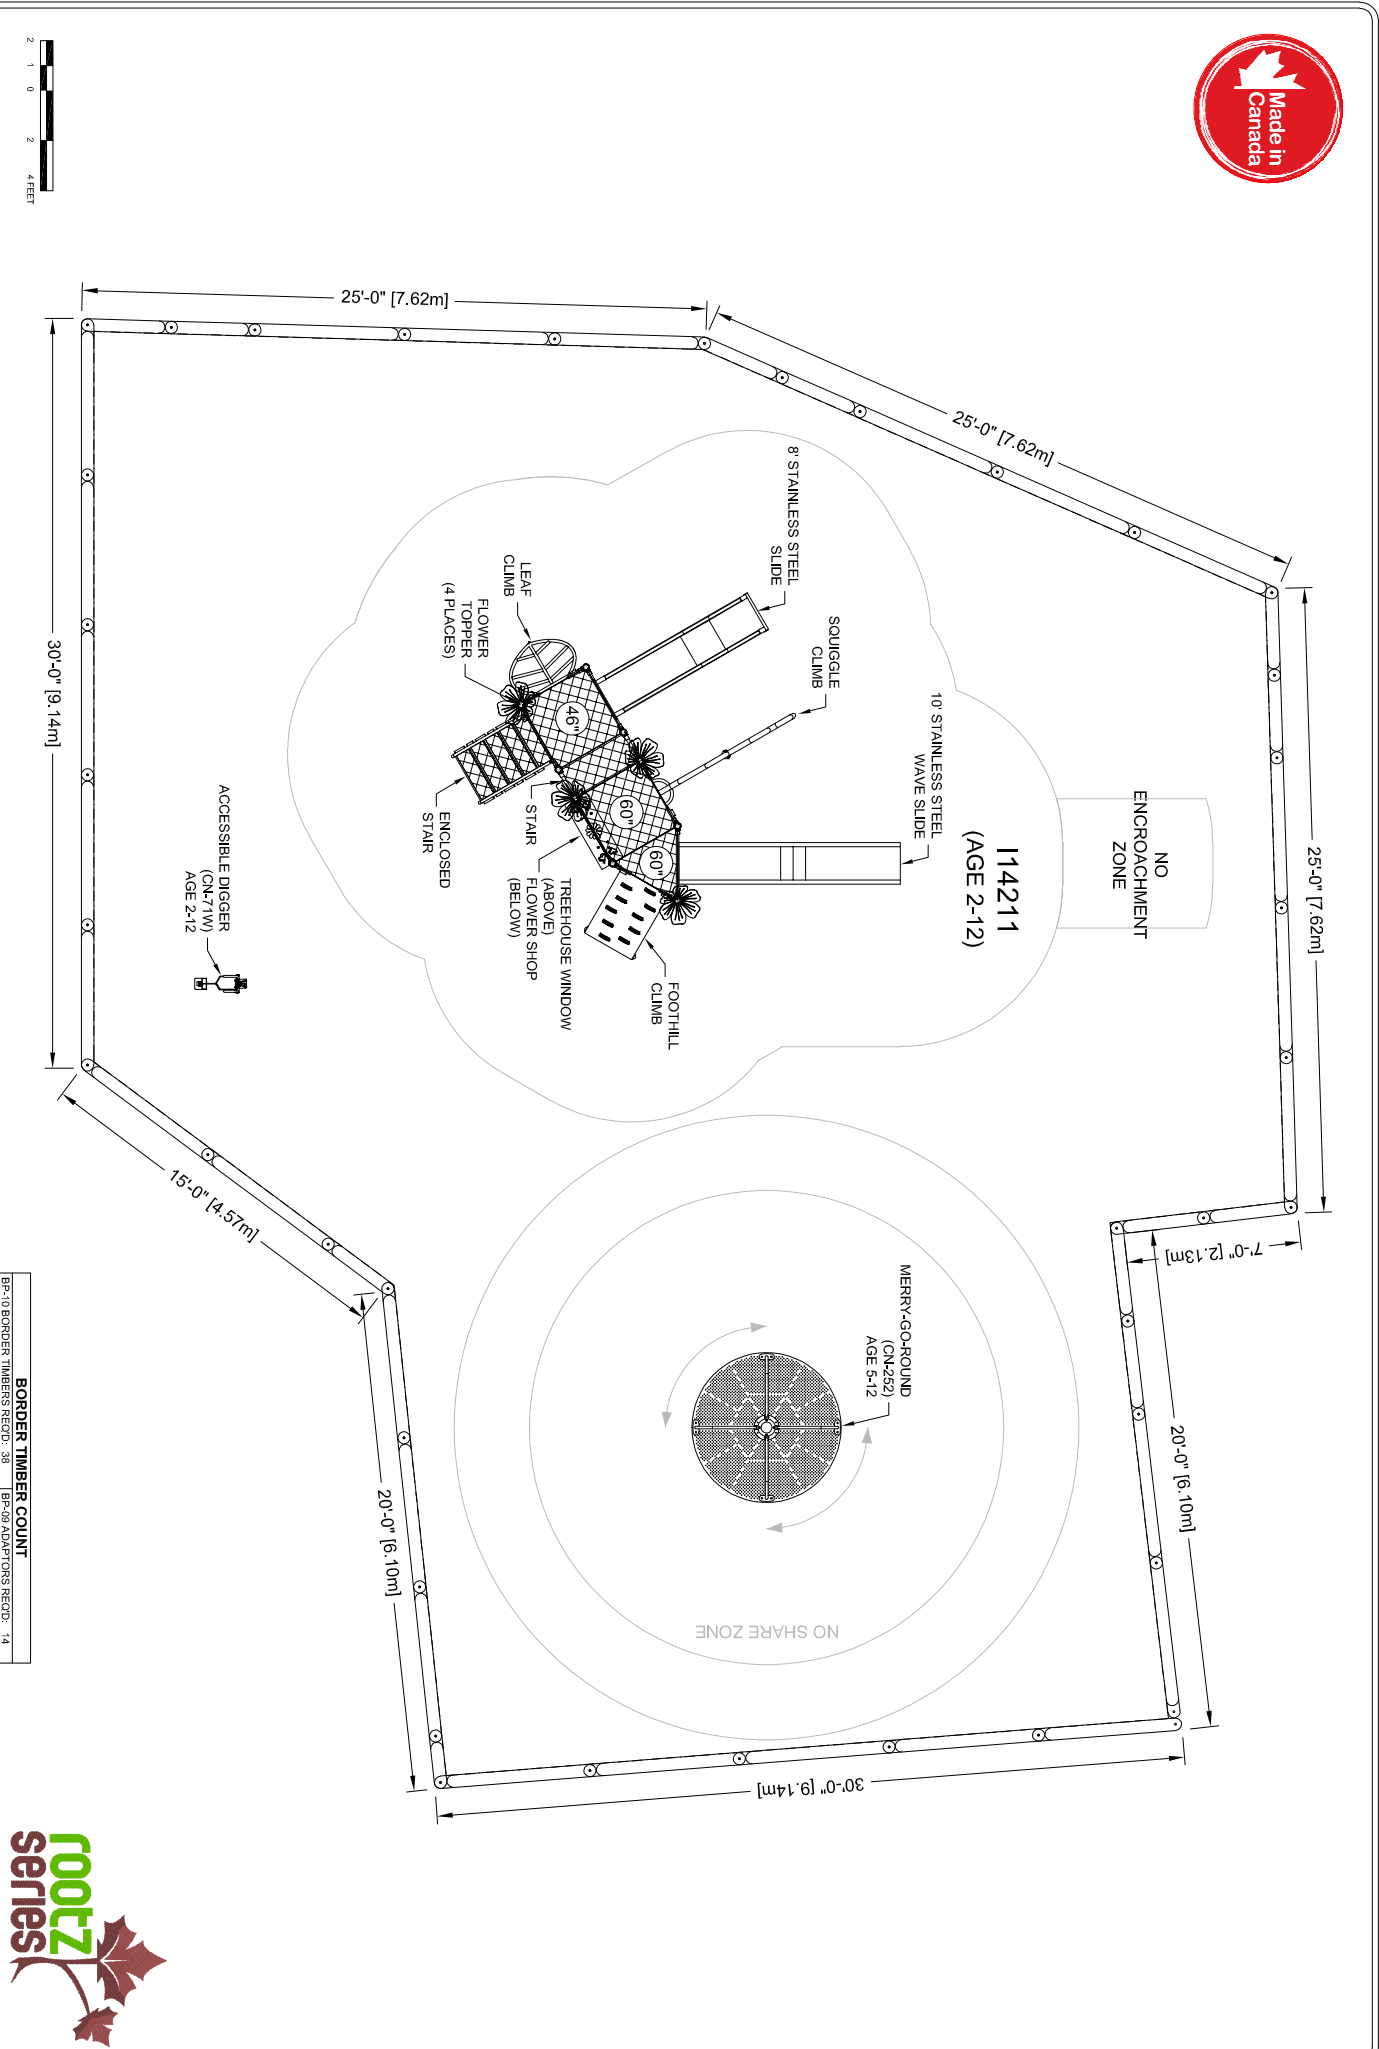 Made in
Canada
2 1 0 2 4 FEET
25'-0" [7.62m]
25'-0" [7.62m]
25'-0" [7.62m]
7'-0" [2.13m]
20'-0" [6.10m]
30'-0" [9.14m]
20'-0" [6.10m]
15'-0" [4.57m]
30'-0" [9.14m]
NO
ENCROACHMENT
ZONE
I14211
(AGE 2-12)
10' STAINLESS STEEL
WAVE SLIDE
SQUIGGLE
CLIMB
8' STAINLESS STEEL
SLIDE
LEAF
CLIMB
FLOWER
TOPPER
(4 PLACES)
46"
60"
60"
ENCLOSED
STAIR
STAIR
TREEHOUSE WINDOW
(ABOVE)
FLOWER SHOP
(BELOW)
FOOTHILL
CLIMB
ACCESSIBLE DIGGER
(CN-71W)
AGE 2-12
MERRY-GO-ROUND
(CN-252)
AGE 5-12
NO SHARE ZONE
BORDER TIMBER COUNT
BP-10 BORDER TIMBERS REQ'D: 38 BP-09 ADAPTORS REQ'D: 14
rootz
series